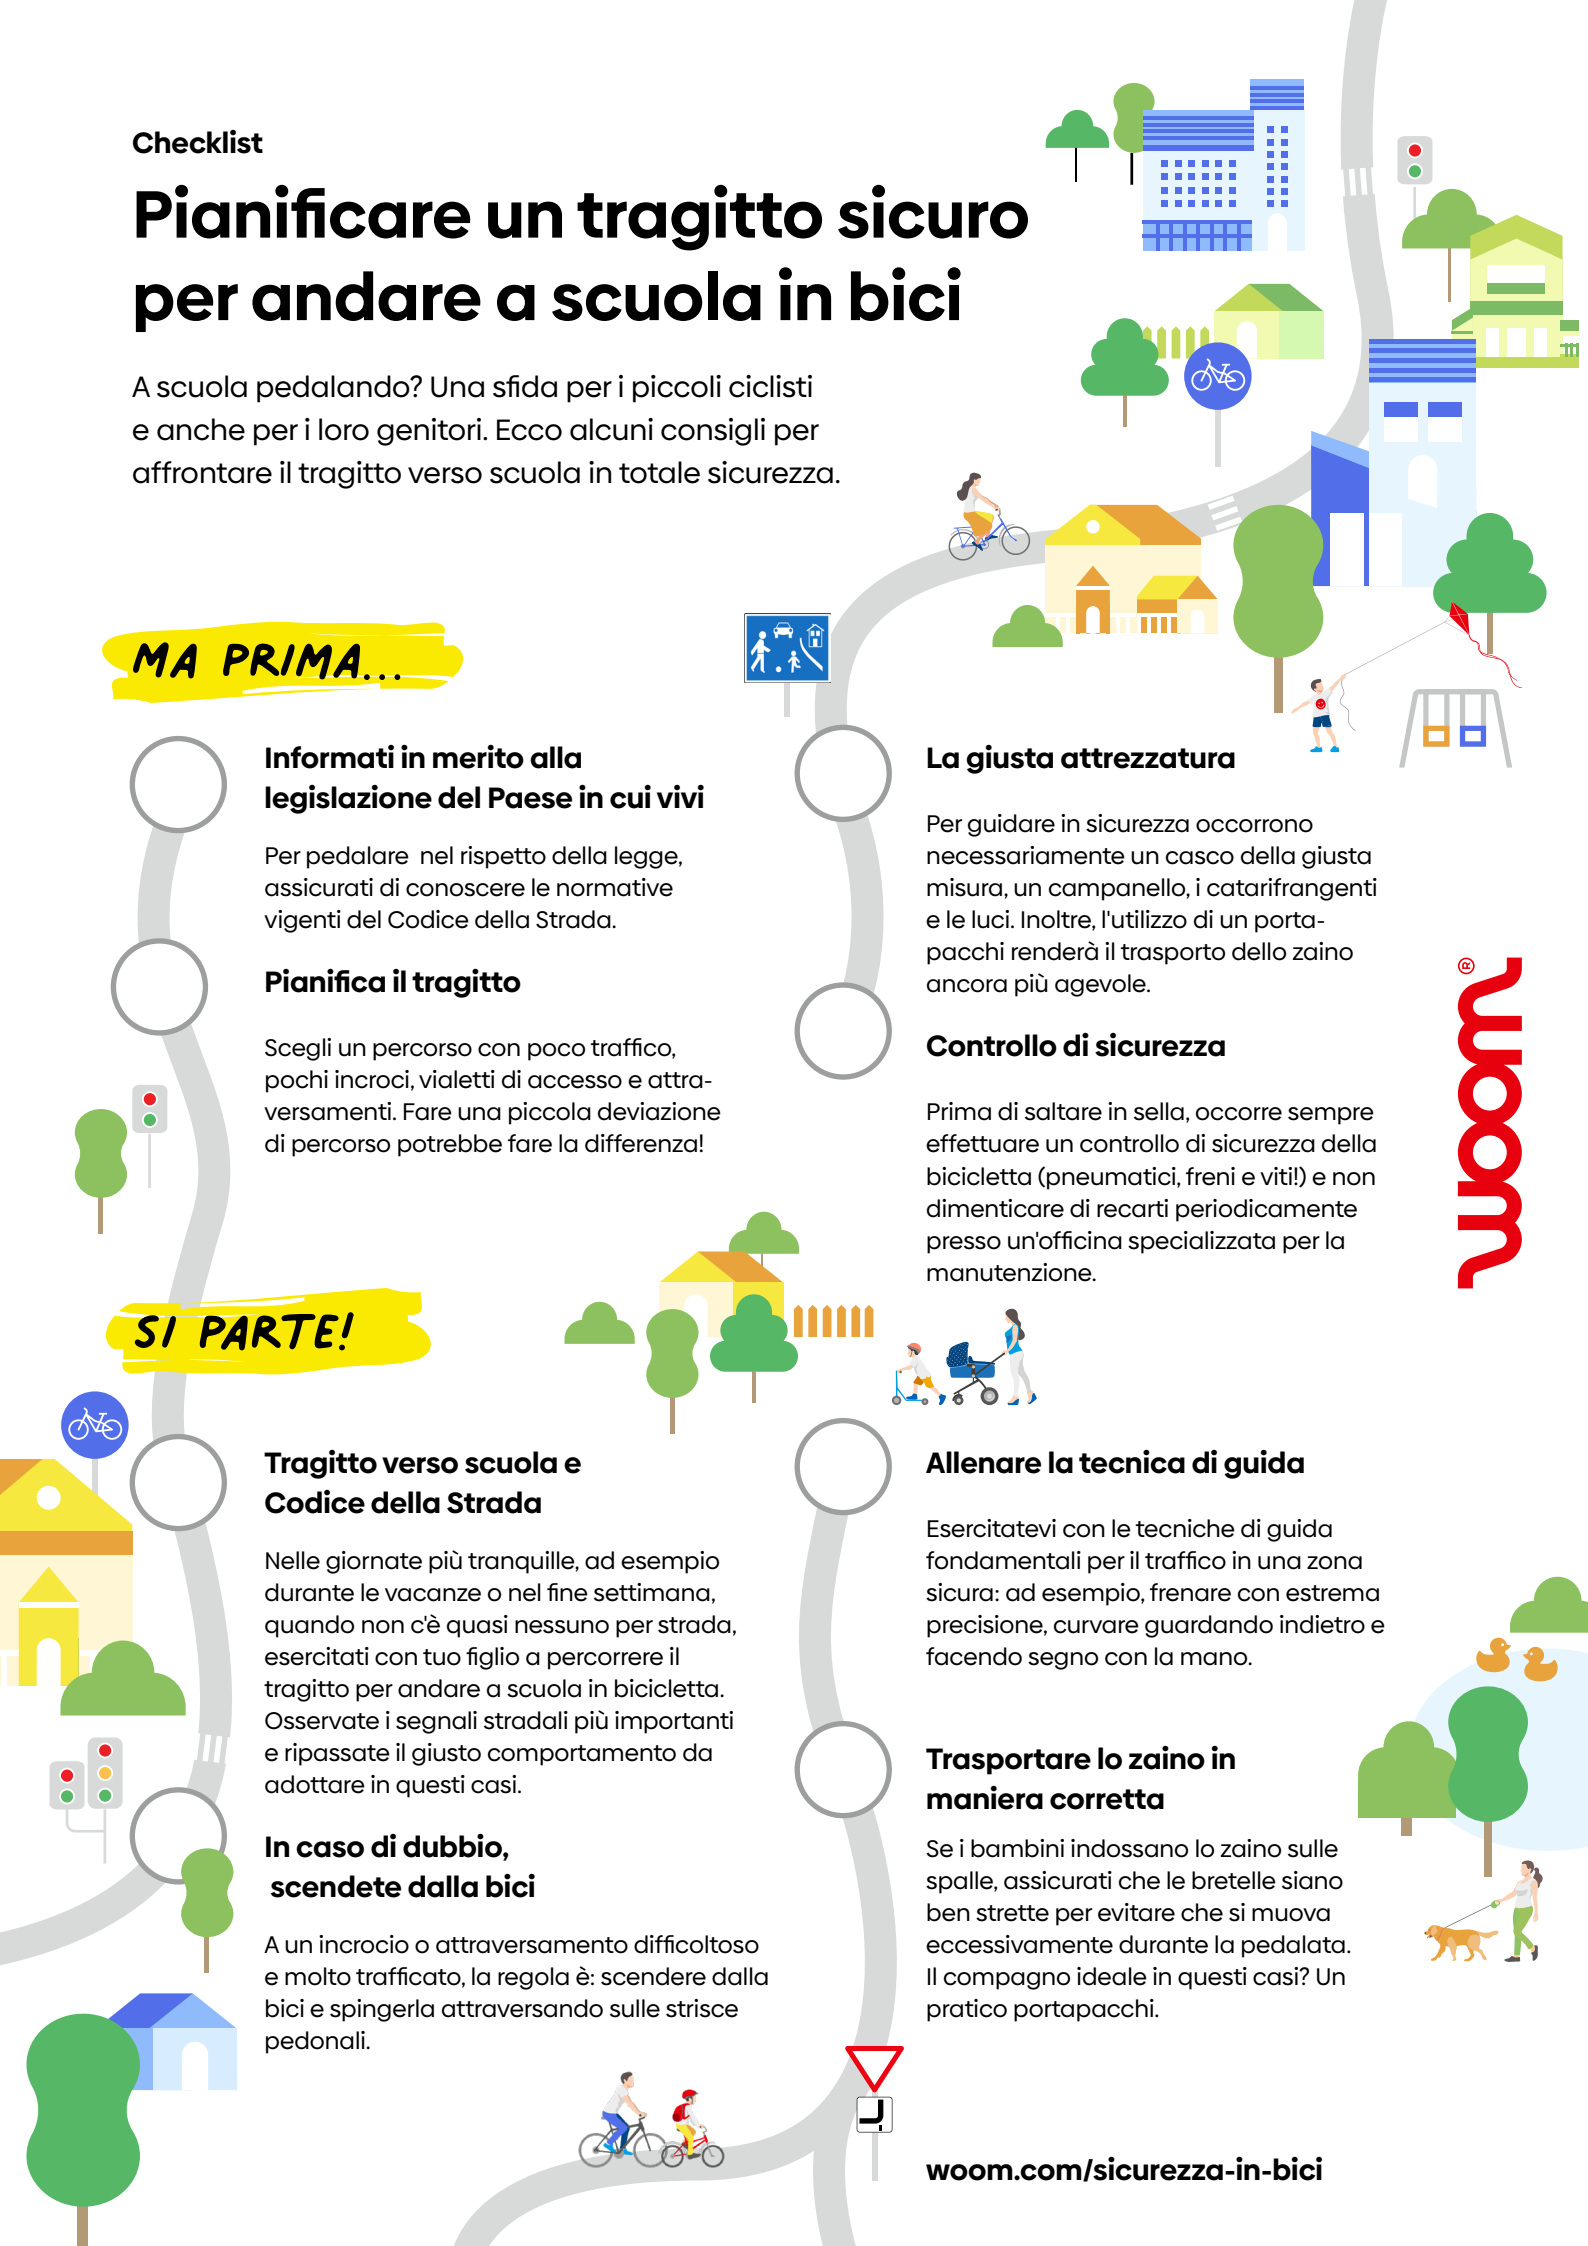 Checklist
Pianificare un tragitto sicuro
per andare a scuola in bici
A scuola pedalando? Una sfida per i piccoli ciclisti
e anche per i loro genitori. Ecco alcuni consigli per
affrontare il tragitto verso scuola in totale sicurezza.
MA PRIMA...
Informati in merito alla
legislazione del Paese in cui vivi
Per pedalare  nel rispetto della legge,
assicurati di conoscere le normative
vigenti del Codice della Strada.
Pianifica il tragitto
Scegli un percorso con poco traffico,
pochi incroci, vialetti di accesso e attra-
versamenti. Fare una piccola deviazione
di percorso potrebbe fare la differenza!
La giusta attrezzatura
Per guidare in sicurezza occorrono
necessariamente un casco della giusta
misura, un campanello, i catarifrangenti
e le luci. Inoltre, l'utilizzo di un porta-
pacchi renderà il trasporto dello zaino
ancora più agevole.
Controllo di sicurezza
Prima di saltare in sella, occorre sempre
effettuare un controllo di sicurezza della
bicicletta (pneumatici, freni e viti!) e non
dimenticare di recarti periodicamente
presso un'officina specializzata per la
manutenzione.
woom®
SI PARTE!
Tragitto verso scuola e
Codice della Strada
Nelle giornate più tranquille, ad esempio
durante le vacanze o nel fine settimana,
quando non c'è quasi nessuno per strada,
esercitati con tuo figlio a percorrere il
tragitto per andare a scuola in bicicletta.
Osservate i segnali stradali più importanti
e ripassate il giusto comportamento da
adottare in questi casi.
In caso di dubbio,
scendete dalla bici
A un incrocio o attraversamento difficoltoso
e molto trafficato, la regola è: scendere dalla
bici e spingerla attraversando sulle strisce
pedonali.
Allenare la tecnica di guida
Esercitatevi con le tecniche di guida
fondamentali per il traffico in una zona
sicura: ad esempio, frenare con estrema
precisione, curvare guardando indietro e
facendo segno con la mano.
Trasportare lo zaino in
maniera corretta
Se i bambini indossano lo zaino sulle
spalle, assicurati che le bretelle siano
ben strette per evitare che si muova
eccessivamente durante la pedalata.
Il compagno ideale in questi casi? Un
pratico portapacchi.
woom.com/sicurezza-in-bici